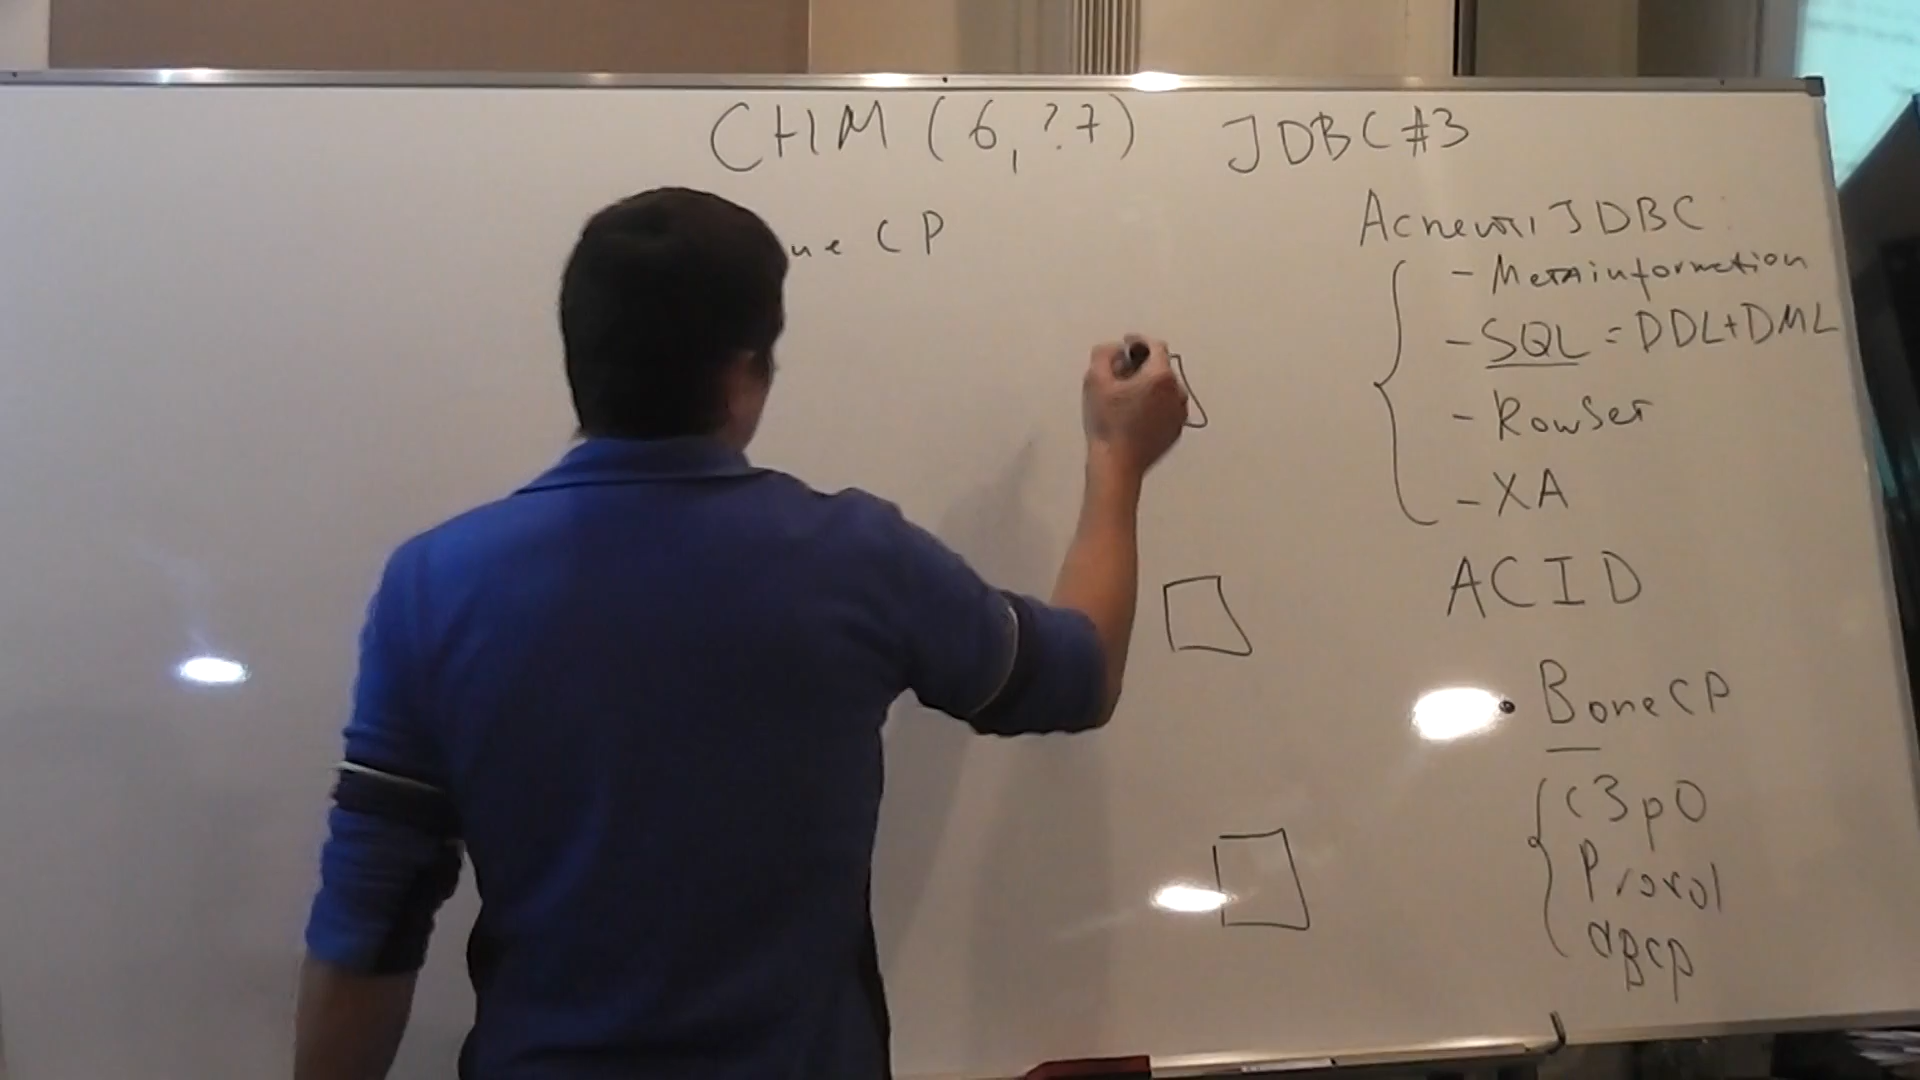 CHM (6, ?7) JDBC #3
ne CP
Аспекты JDBC:
- Metainformation
- SQL = DDL+DML
- RowSet
- XA
ACID
• BoneCP
c3p0
Proxol
dBcp